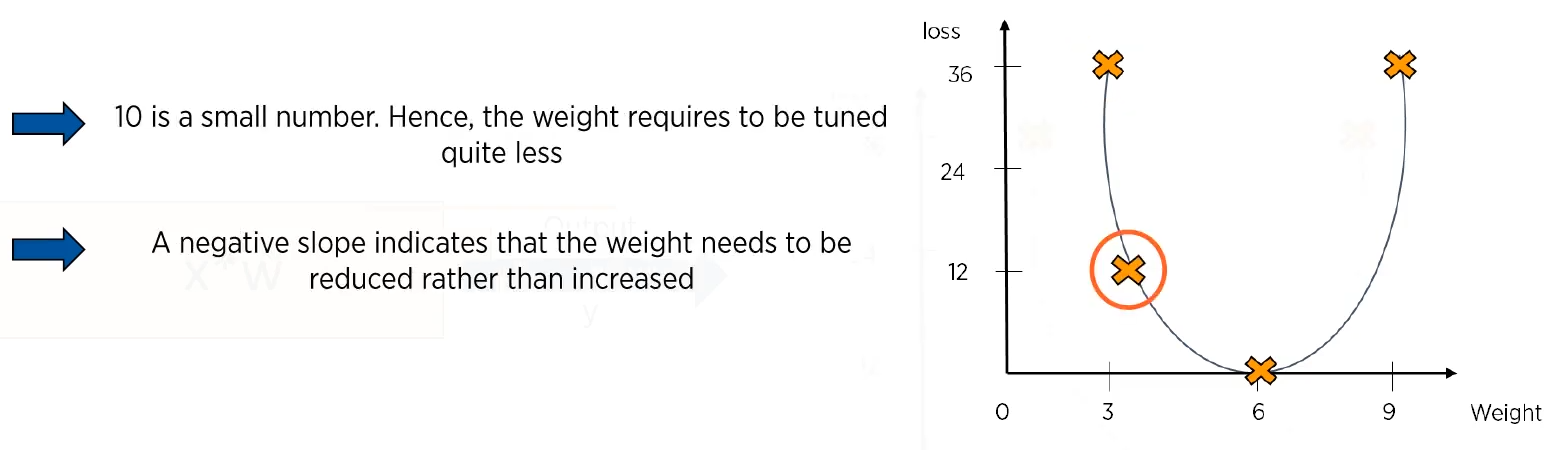 10 is a small number. Hence, the weight requires to be tuned
quite less
A negative slope indicates that the weight needs to be
reduced rather than increased
Output
X * W
y
loss
36
24
12
0
3
6
9
Weight